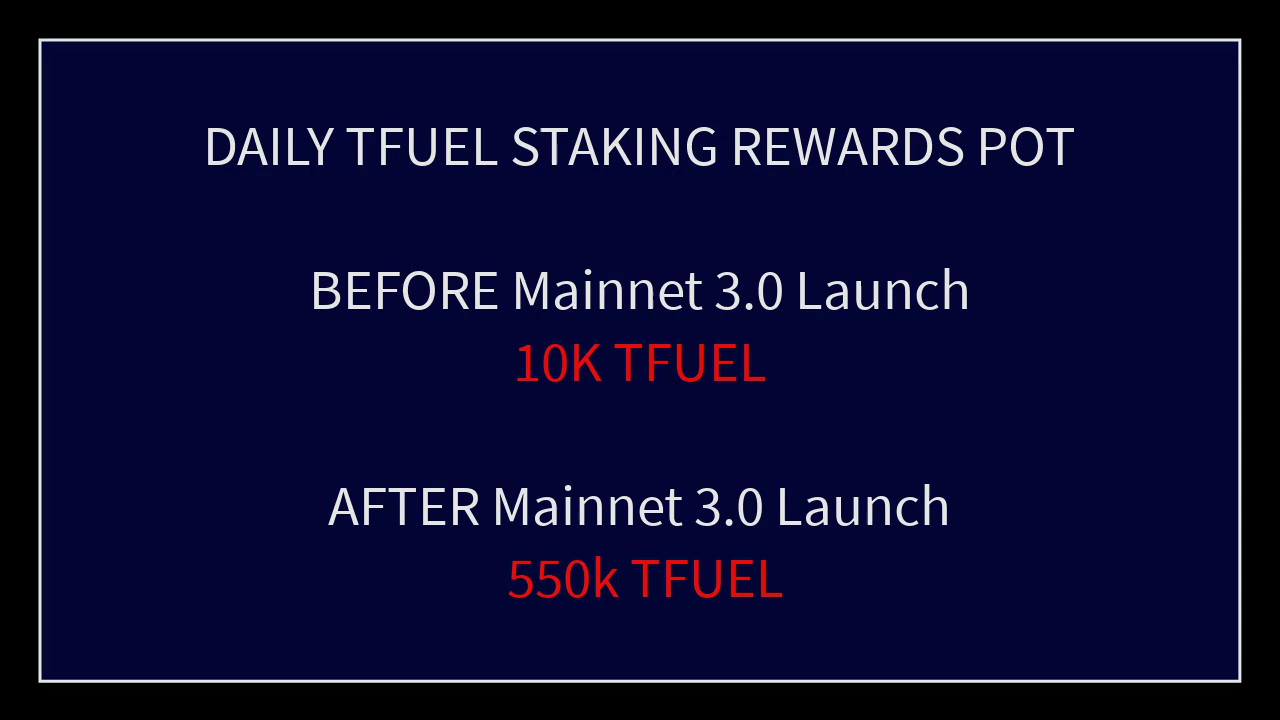 DAILY TFUEL STAKING REWARDS POT
BEFORE Mainnet 3.0 Launch
10K TFUEL
AFTER Mainnet 3.0 Launch
550k TFUEL